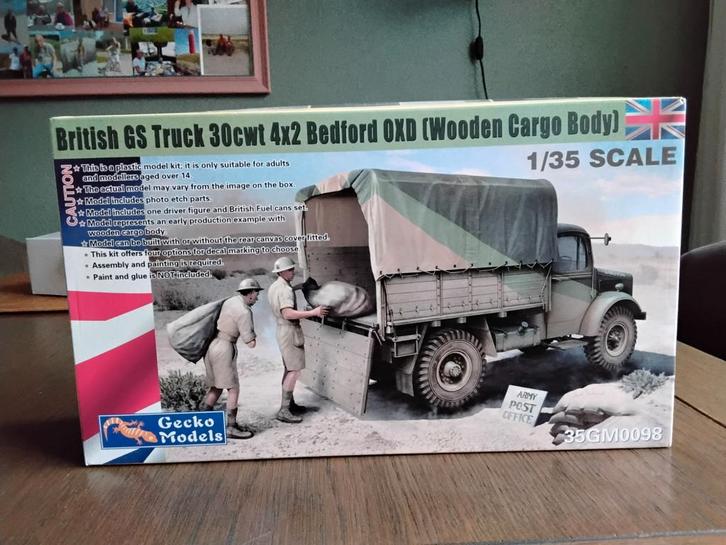 British GS Truck 30cwt 4x2 Bedford OXD (Wooden Cargo Body)
1/35 SCALE
CAUTION
This is a plastic model kit; it is only suitable for adults
and modellers aged over 14.
The actual model may vary from the image on the box.
Model includes photo etch parts.
Model includes one driver figure and British Fuel cans set.
Model represents an early production example with
wooden cargo body
Model can be built with or without the rear canvas cover fitted.
This kit offers four options for decal marking to choose.
Assembly and painting is required
Paint and glue is NOT included.
ARMY
POST
OFFICE
Gecko
Models
35GM0098